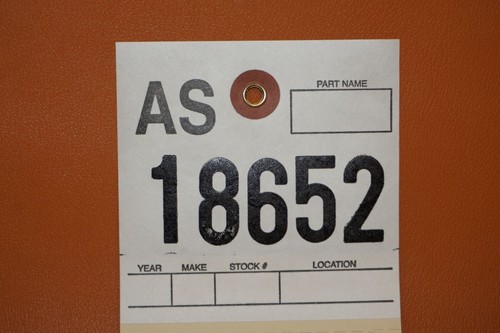 AS
PART NAME
18652
YEAR MAKE STOCK # LOCATION